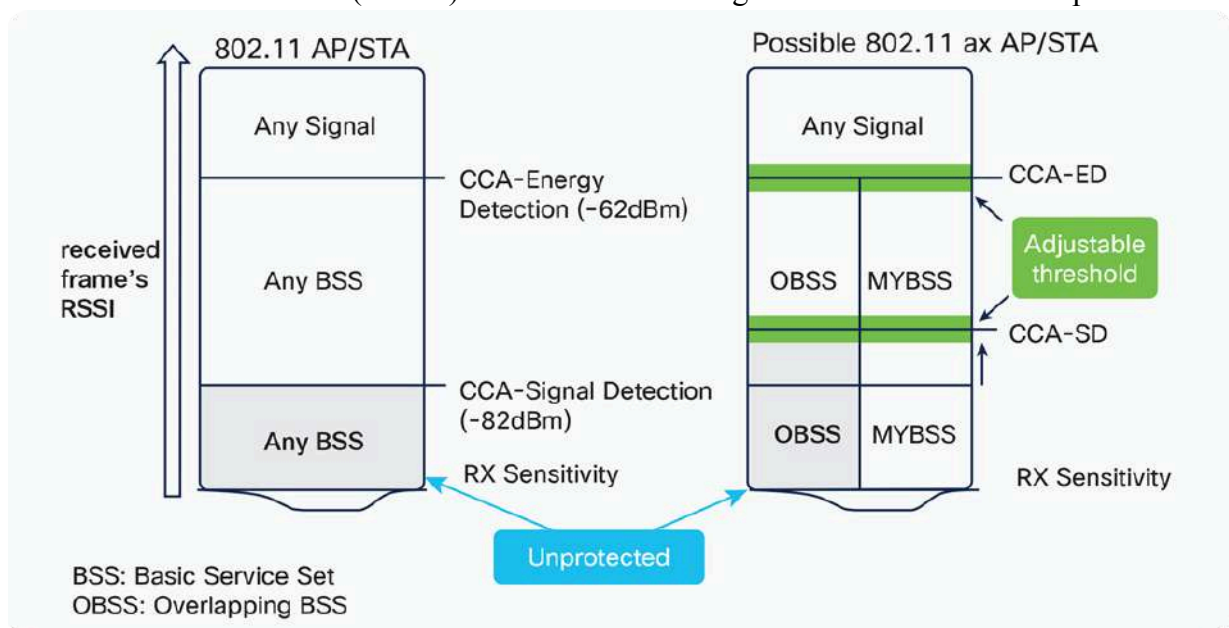 802.11 AP/STA
Any Signal
CCA-Energy
Detection (-62dBm)
received
frame's
RSSI
Any BSS
CCA-Signal Detection
(-82dBm)
Any BSS
RX Sensitivity
Possible 802.11 ax AP/STA
Any Signal
CCA-ED
Adjustable
threshold
OBSS
MYBSS
CCA-SD
OBSS
MYBSS
RX Sensitivity
Unprotected
BSS: Basic Service Set
OBSS: Overlapping BSS